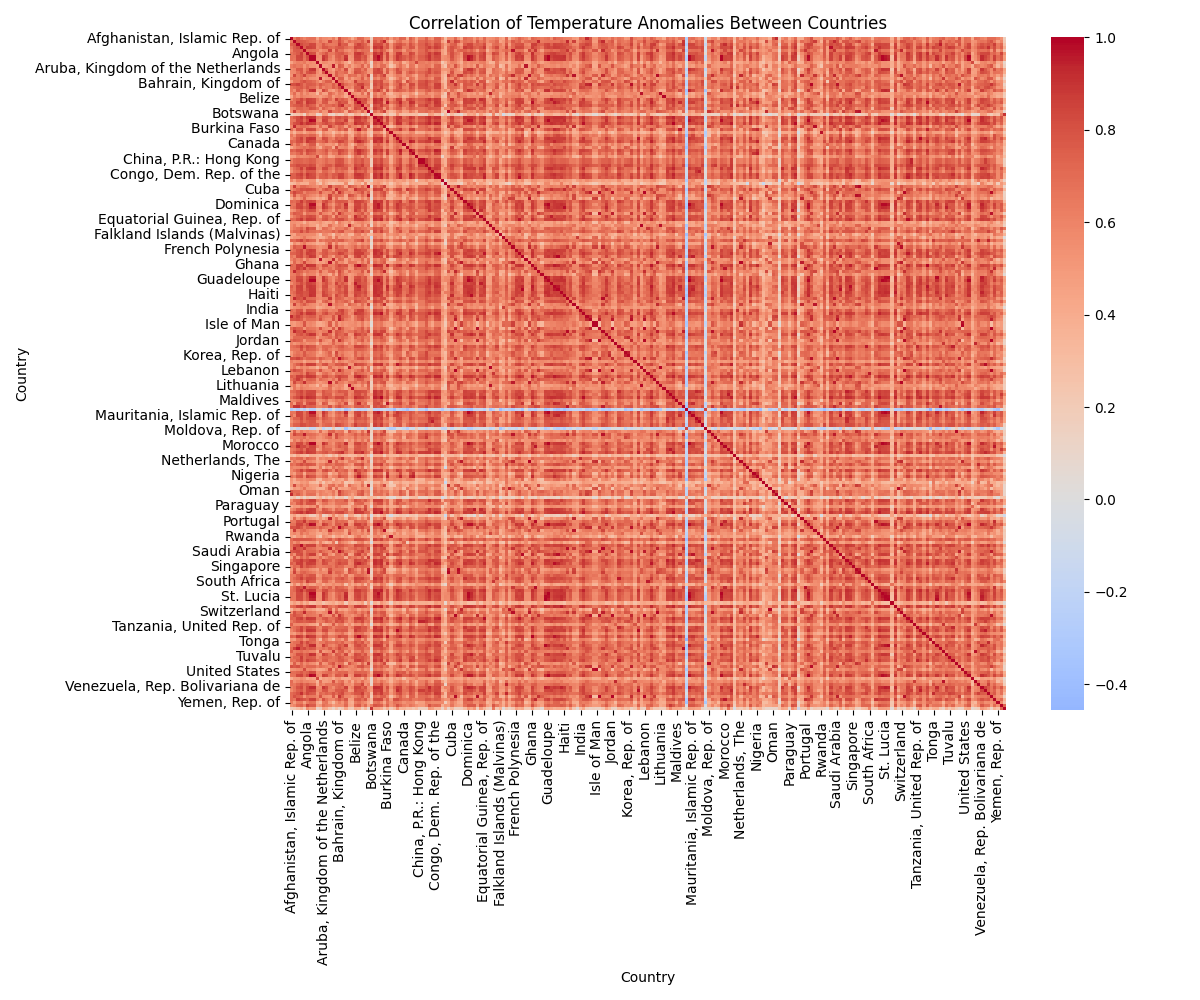 Correlation of Temperature Anomalies Between Countries
Afghanistan, Islamic Rep. of
Angola
Aruba, Kingdom of the Netherlands
Bahrain, Kingdom of
Belize
Botswana
Burkina Faso
Canada
China, P.R.: Hong Kong
Congo, Dem. Rep. of the
Cuba
Dominica
Equatorial Guinea, Rep. of
Falkland Islands (Malvinas)
French Polynesia
Ghana
Guadeloupe
Haiti
India
Isle of Man
Jordan
Korea, Rep. of
Lebanon
Lithuania
Maldives
Mauritania, Islamic Rep. of
Moldova, Rep. of
Morocco
Netherlands, The
Nigeria
Oman
Paraguay
Portugal
Rwanda
Saudi Arabia
Singapore
South Africa
St. Lucia
Switzerland
Tanzania, United Rep. of
Tonga
Tuvalu
United States
Venezuela, Rep. Bolivariana de
Yemen, Rep. of
Country
Afghanistan, Islamic Rep. of
Angola
Aruba, Kingdom of the Netherlands
Bahrain, Kingdom of
Belize
Botswana
Burkina Faso
Canada
China, P.R.: Hong Kong
Congo, Dem. Rep. of the
Cuba
Dominica
Equatorial Guinea, Rep. of
Falkland Islands (Malvinas)
French Polynesia
Ghana
Guadeloupe
Haiti
India
Isle of Man
Jordan
Korea, Rep. of
Lebanon
Lithuania
Maldives
Mauritania, Islamic Rep. of
Moldova, Rep. of
Morocco
Netherlands, The
Nigeria
Oman
Paraguay
Portugal
Rwanda
Saudi Arabia
Singapore
South Africa
St. Lucia
Switzerland
Tanzania, United Rep. of
Tonga
Tuvalu
United States
Venezuela, Rep. Bolivariana de
Yemen, Rep. of
Country
1.0
0.8
0.6
0.4
0.2
0.0
−0.2
−0.4